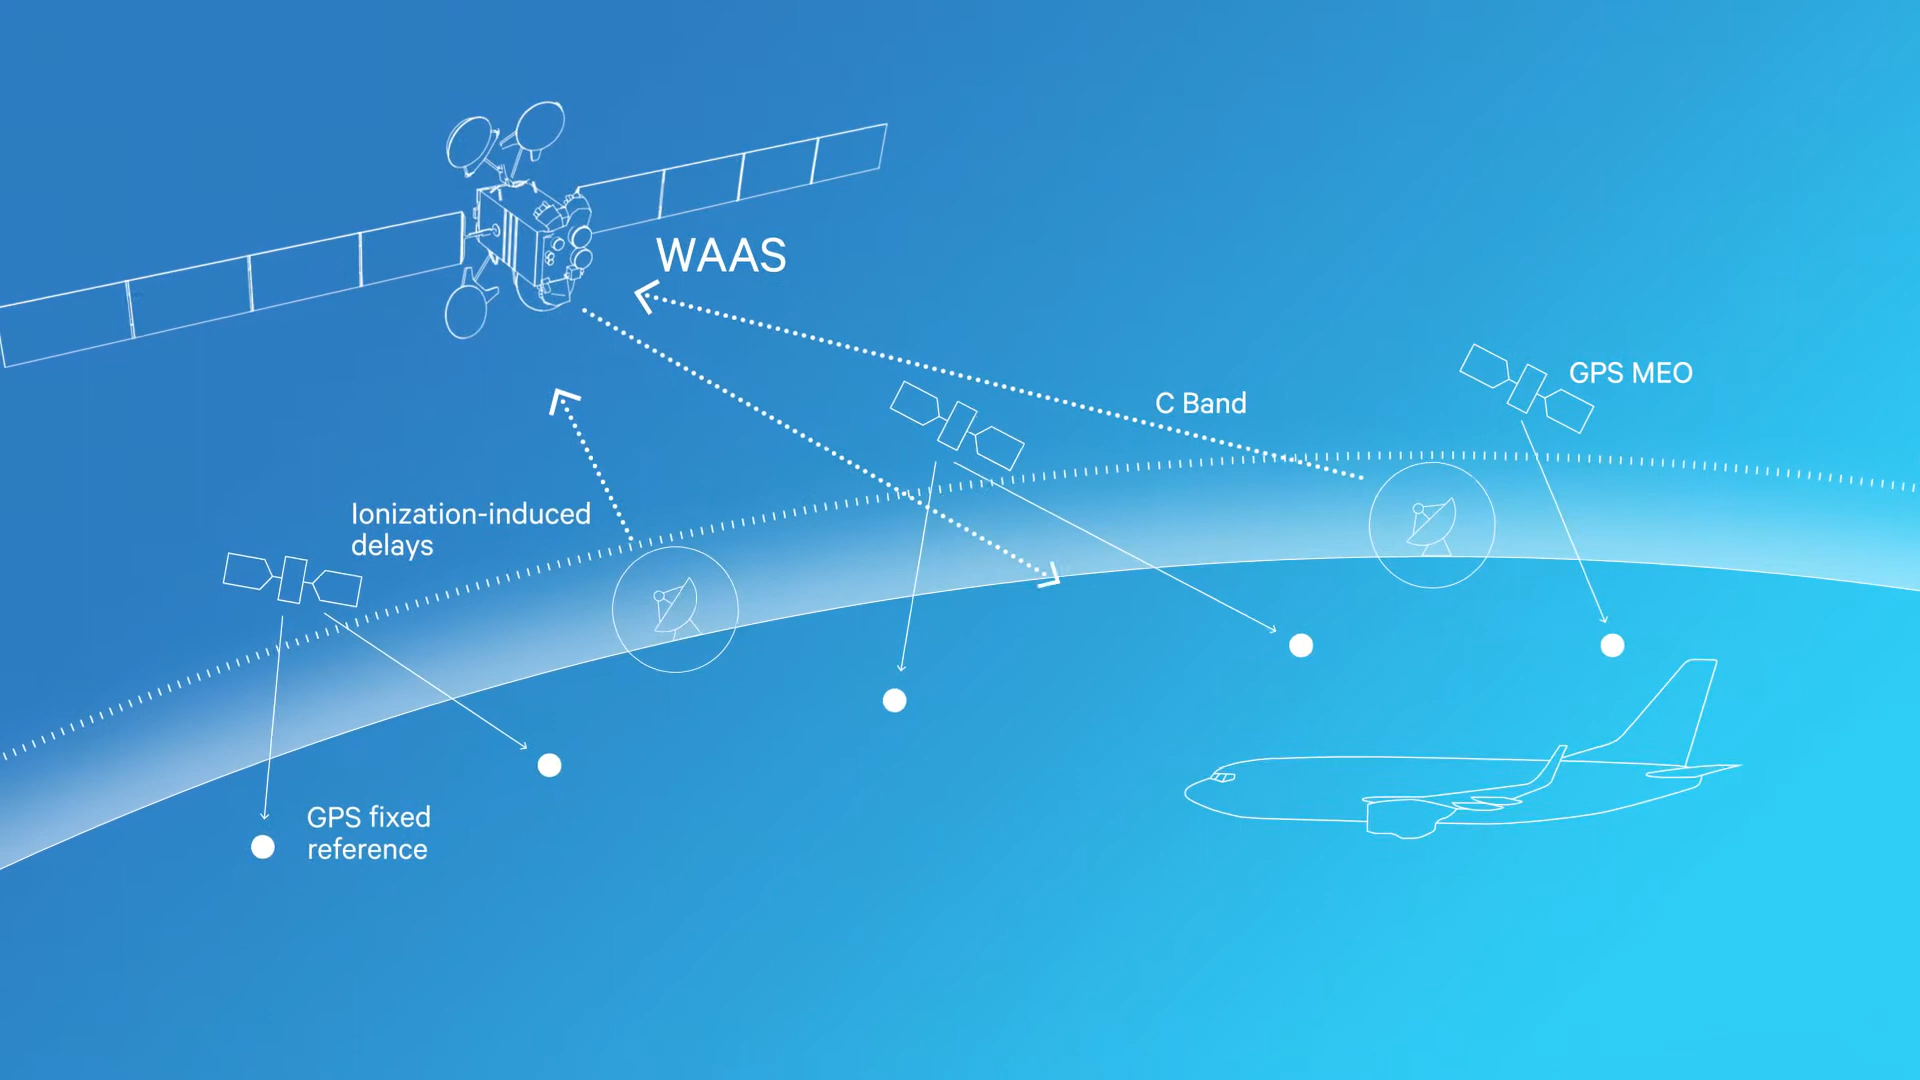 WAAS
GPS MEO
C Band
Ionization-induced
delays
GPS fixed
reference